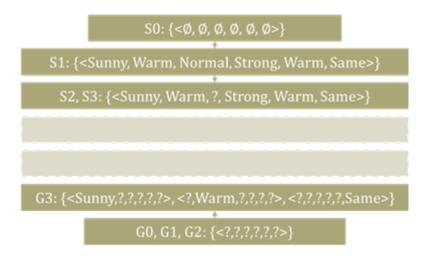 S0: {<Ø, Ø, Ø, Ø, Ø, Ø>}
S1: {<Sunny, Warm, Normal, Strong, Warm, Same>}
S2, S3: {<Sunny, Warm, ?, Strong, Warm, Same>}
G3: {<Sunny,?,?,?,?,?>, <?,Warm,?,?,?,?>, <?,?,?,?,?,Same>}
G0, G1, G2: {<?,?,?,?,?,?>}